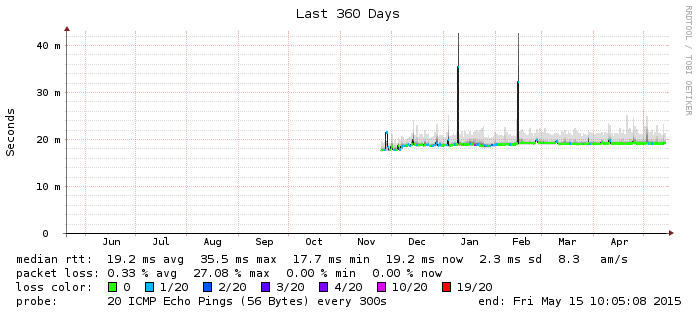 Last 360 Days
RRDTOOL / TOBI OETIKER
Seconds
40 m
30 m
20 m
10 m
0
Jun Jul Aug Sep Oct Nov Dec Jan Feb Mar Apr
median rtt: 19.2 ms avg 35.5 ms max 17.7 ms min 19.2 ms now 2.3 ms sd 8.3 am/s
packet loss: 0.33 % avg 27.08 % max 0.00 % min 0.00 % now
loss color: 0 1/20 2/20 3/20 4/20 10/20 19/20
probe: 20 ICMP Echo Pings (56 Bytes) every 300s end: Fri May 15 10:05:08 2015